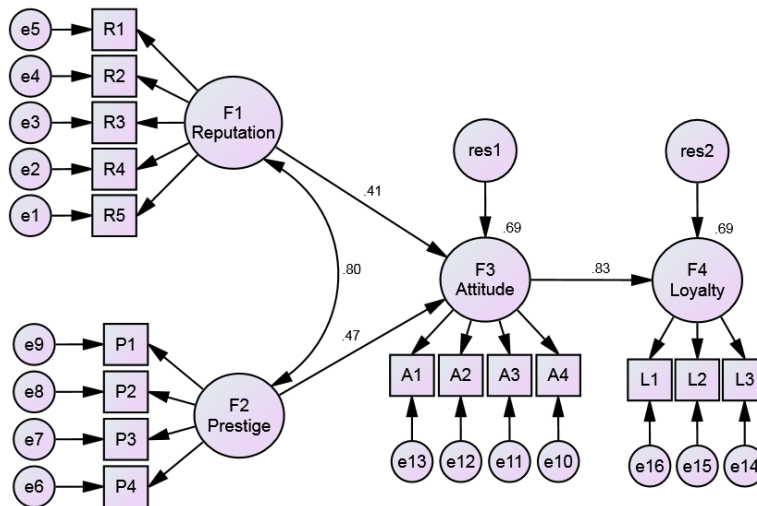 e5
R1
e4
R2
e3
R3
e2
R4
e1
R5
F1
Reputation
res1
res2
.41
.69
.69
.80
F3
Attitude
.83
F4
Loyalty
.47
e9
P1
e8
P2
e7
P3
e6
P4
F2
Prestige
A1
A2
A3
A4
L1
L2
L3
e13
e12
e11
e10
e16
e15
e14